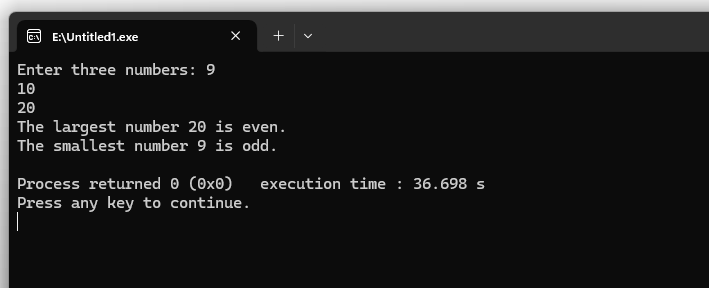 E:\Untitled1.exe
Enter three numbers: 9
10
20
The largest number 20 is even.
The smallest number 9 is odd.
Process returned 0 (0x0)   execution time : 36.698 s
Press any key to continue.